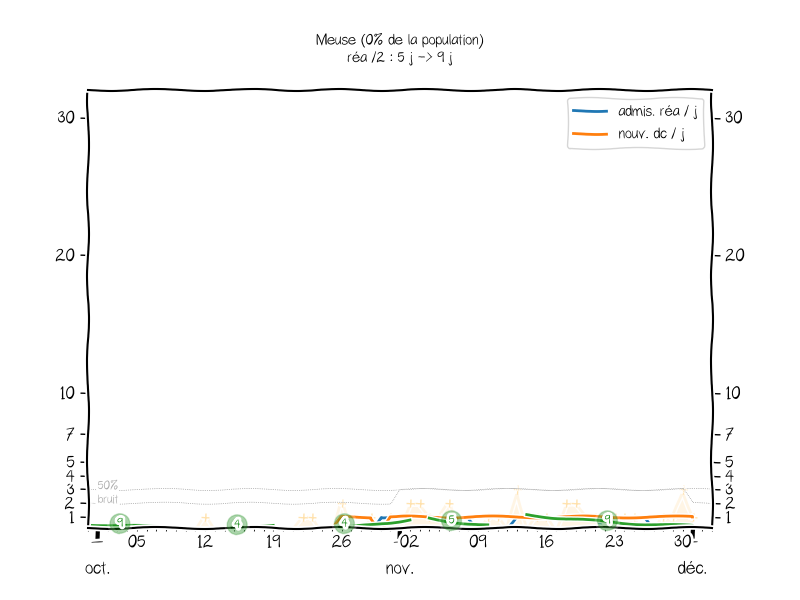 Meuse (0% de la population)
réa /2 : 5 j -> 9 j
admis. réa / j
nouv. dc / j
30 30
20 20
10 10
7 7
5 5
4 4
3 3
50%
2 2
bruit
1 1
9 4 4 5 9
05 12 19 26 02 09 16 23 30
oct. nov. déc.